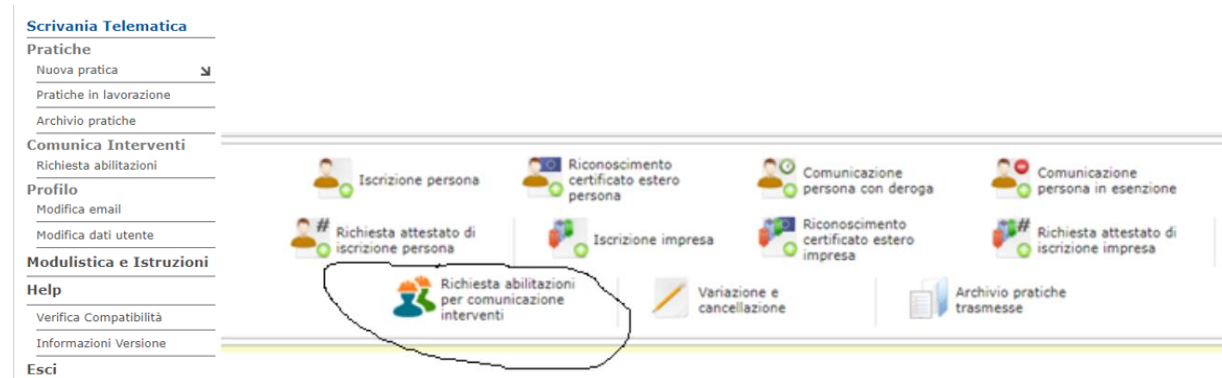 Scrivania Telematica
Pratiche
Nuova pratica
Pratiche in lavorazione
Archivio pratiche
Comunica Interventi
Richiesta abilitazioni
Profilo
Modifica email
Modifica dati utente
Modulistica e Istruzioni
Help
Verifica Compatibilità
Informazioni Versione
Esci
Iscrizione persona
Riconoscimento
certificato estero
persona
Comunicazione
persona con deroga
Comunicazione
persona in esenzione
#
Richiesta attestato di
iscrizione persona
Iscrizione impresa
Riconoscimento
certificato estero
impresa
#
Richiesta attestato di
iscrizione impresa
Richiesta abilitazioni
per comunicazione
interventi
Variazione e
cancellazione
Archivio pratiche
trasmesse